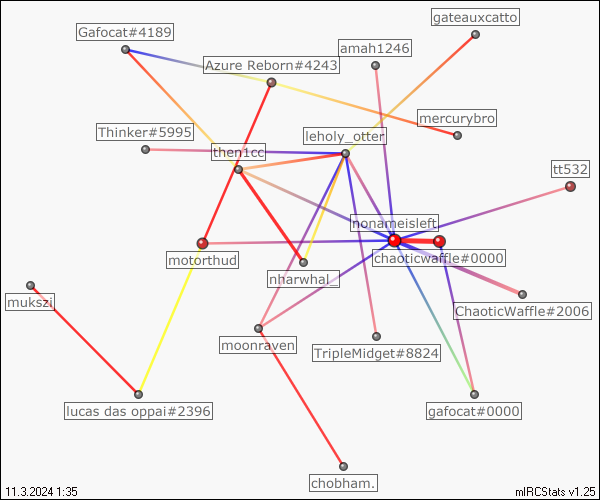 gateauxcatto
Gafocat#4189
amah1246
Azure Reborn#4243
mercurybro
Thinker#5995
leholy_otter
then1cc
tt532
nonameisleft
motorthud
chaoticwaffle#0000
nharwhal_
mukszi
ChaoticWaffle#2006
moonraven
TripleMidget#8824
lucas das oppai#2396
gafocat#0000
chobham.
11.3.2024 1:35
mIRCStats v1.25